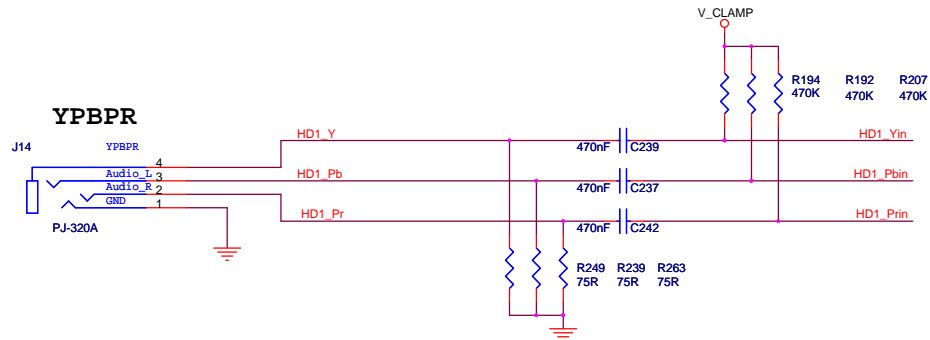 V_CLAMP
R194 R192 R207
470K 470K 470K
YPBPR
J14 YPBPR
HD1_Y HD1_Yin
4
470nF C239
Audio_L 3
HD1_Pb HD1_Pbin
Audio_R 2
470nF C237
GND 1
HD1_Pr HD1_Prin
PJ-320A
470nF C242
R249 R239 R263
75R 75R 75R